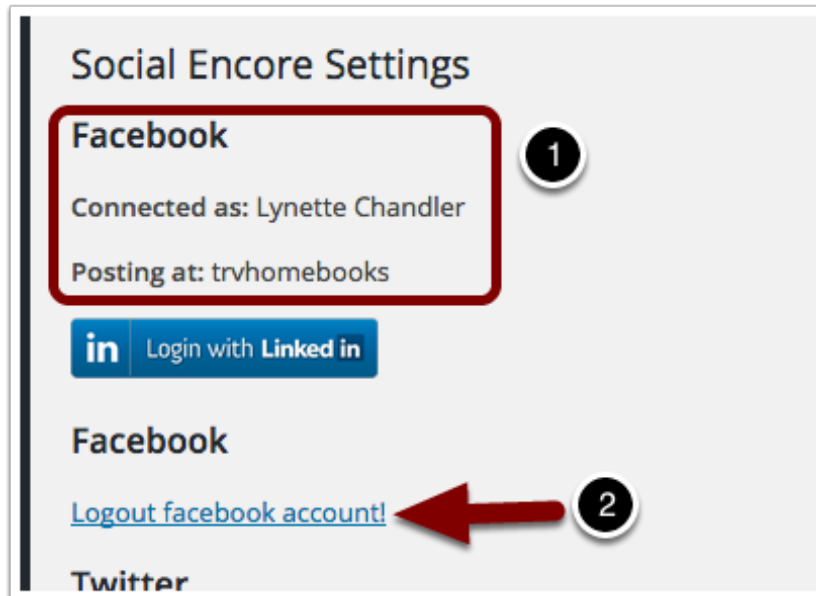 Social Encore Settings
Facebook
1
Connected as: Lynette Chandler
Posting at: trvhomebooks
in Login with Linked in
Facebook
Logout facebook account!
2
Twitter